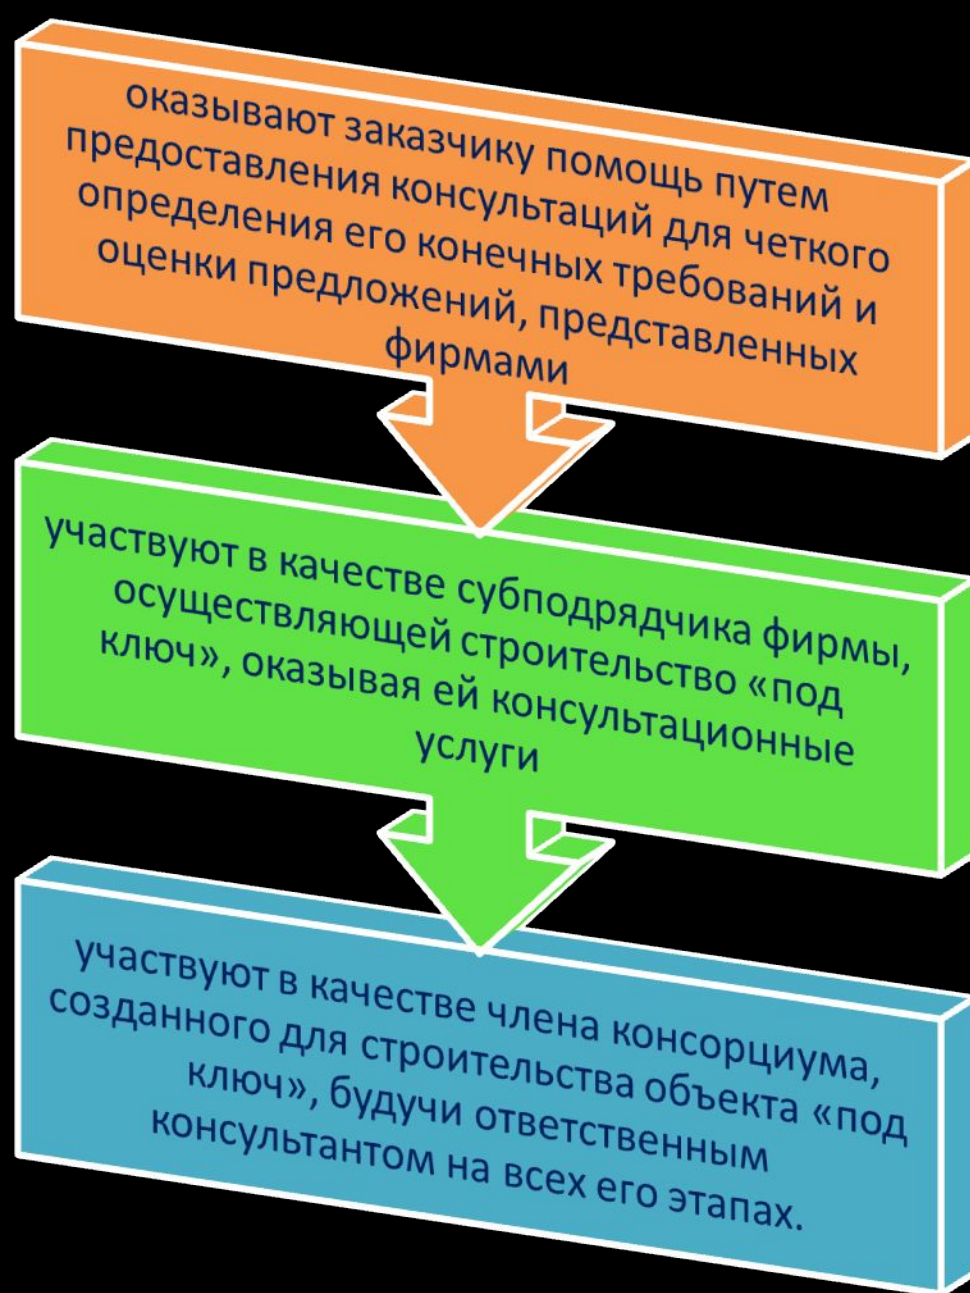 оказывают заказчику помощь путем
предоставления консультаций для четкого
определения его конечных требований и
оценки предложений, представленных
фирмами
участвуют в качестве субподрядчика фирмы,
осуществляющей строительство «под
ключ», оказывая ей консультационные
услуги
участвуют в качестве члена консорциума,
созданного для строительства объекта «под
ключ», будучи ответственным
консультантом на всех его этапах.